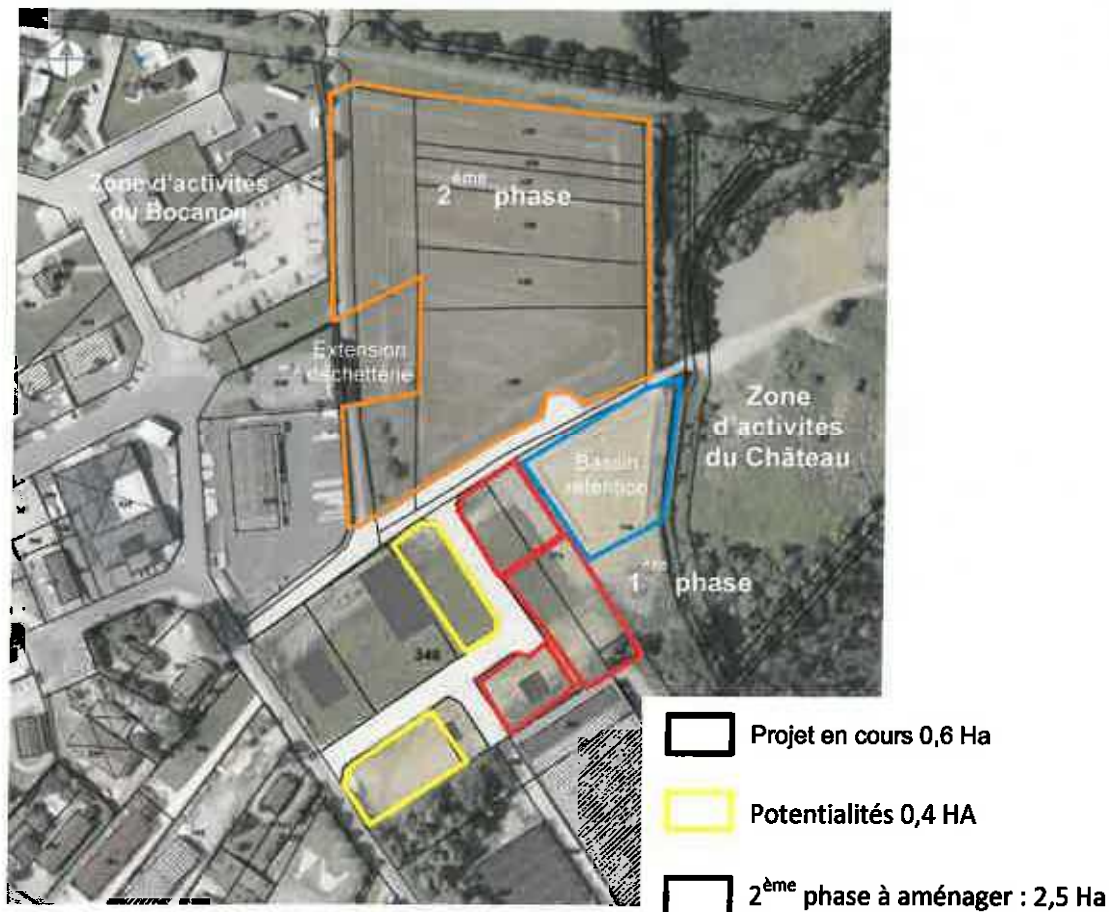 Zone d'activités
du Bocanon
2ème phase
Extension
déchetterie
Zone
d'activités
du Château
Bassin
rétention
1ère phase
348
Projet en cours 0,6 Ha
Potentialités 0,4 HA
2ème phase à aménager : 2,5 Ha